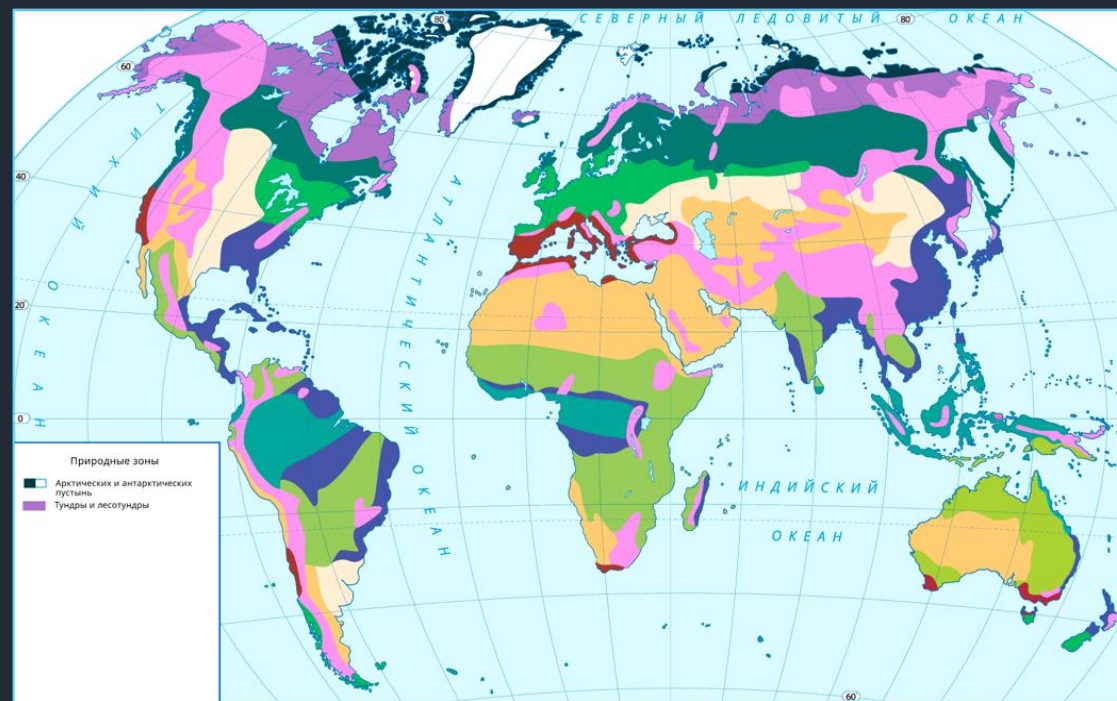 80
СЕВЕРНЫЙ ЛЕДОВИТЫЙ ОКЕАН
80
60
40
20
0
ТИХИЙ ОКЕАН
АТЛАНТИЧЕСКИЙ ОКЕАН
ИНДИЙСКИЙ
ОКЕАН
Природные зоны
Арктических и антарктических
пустынь
Тундры и лесотундры
60